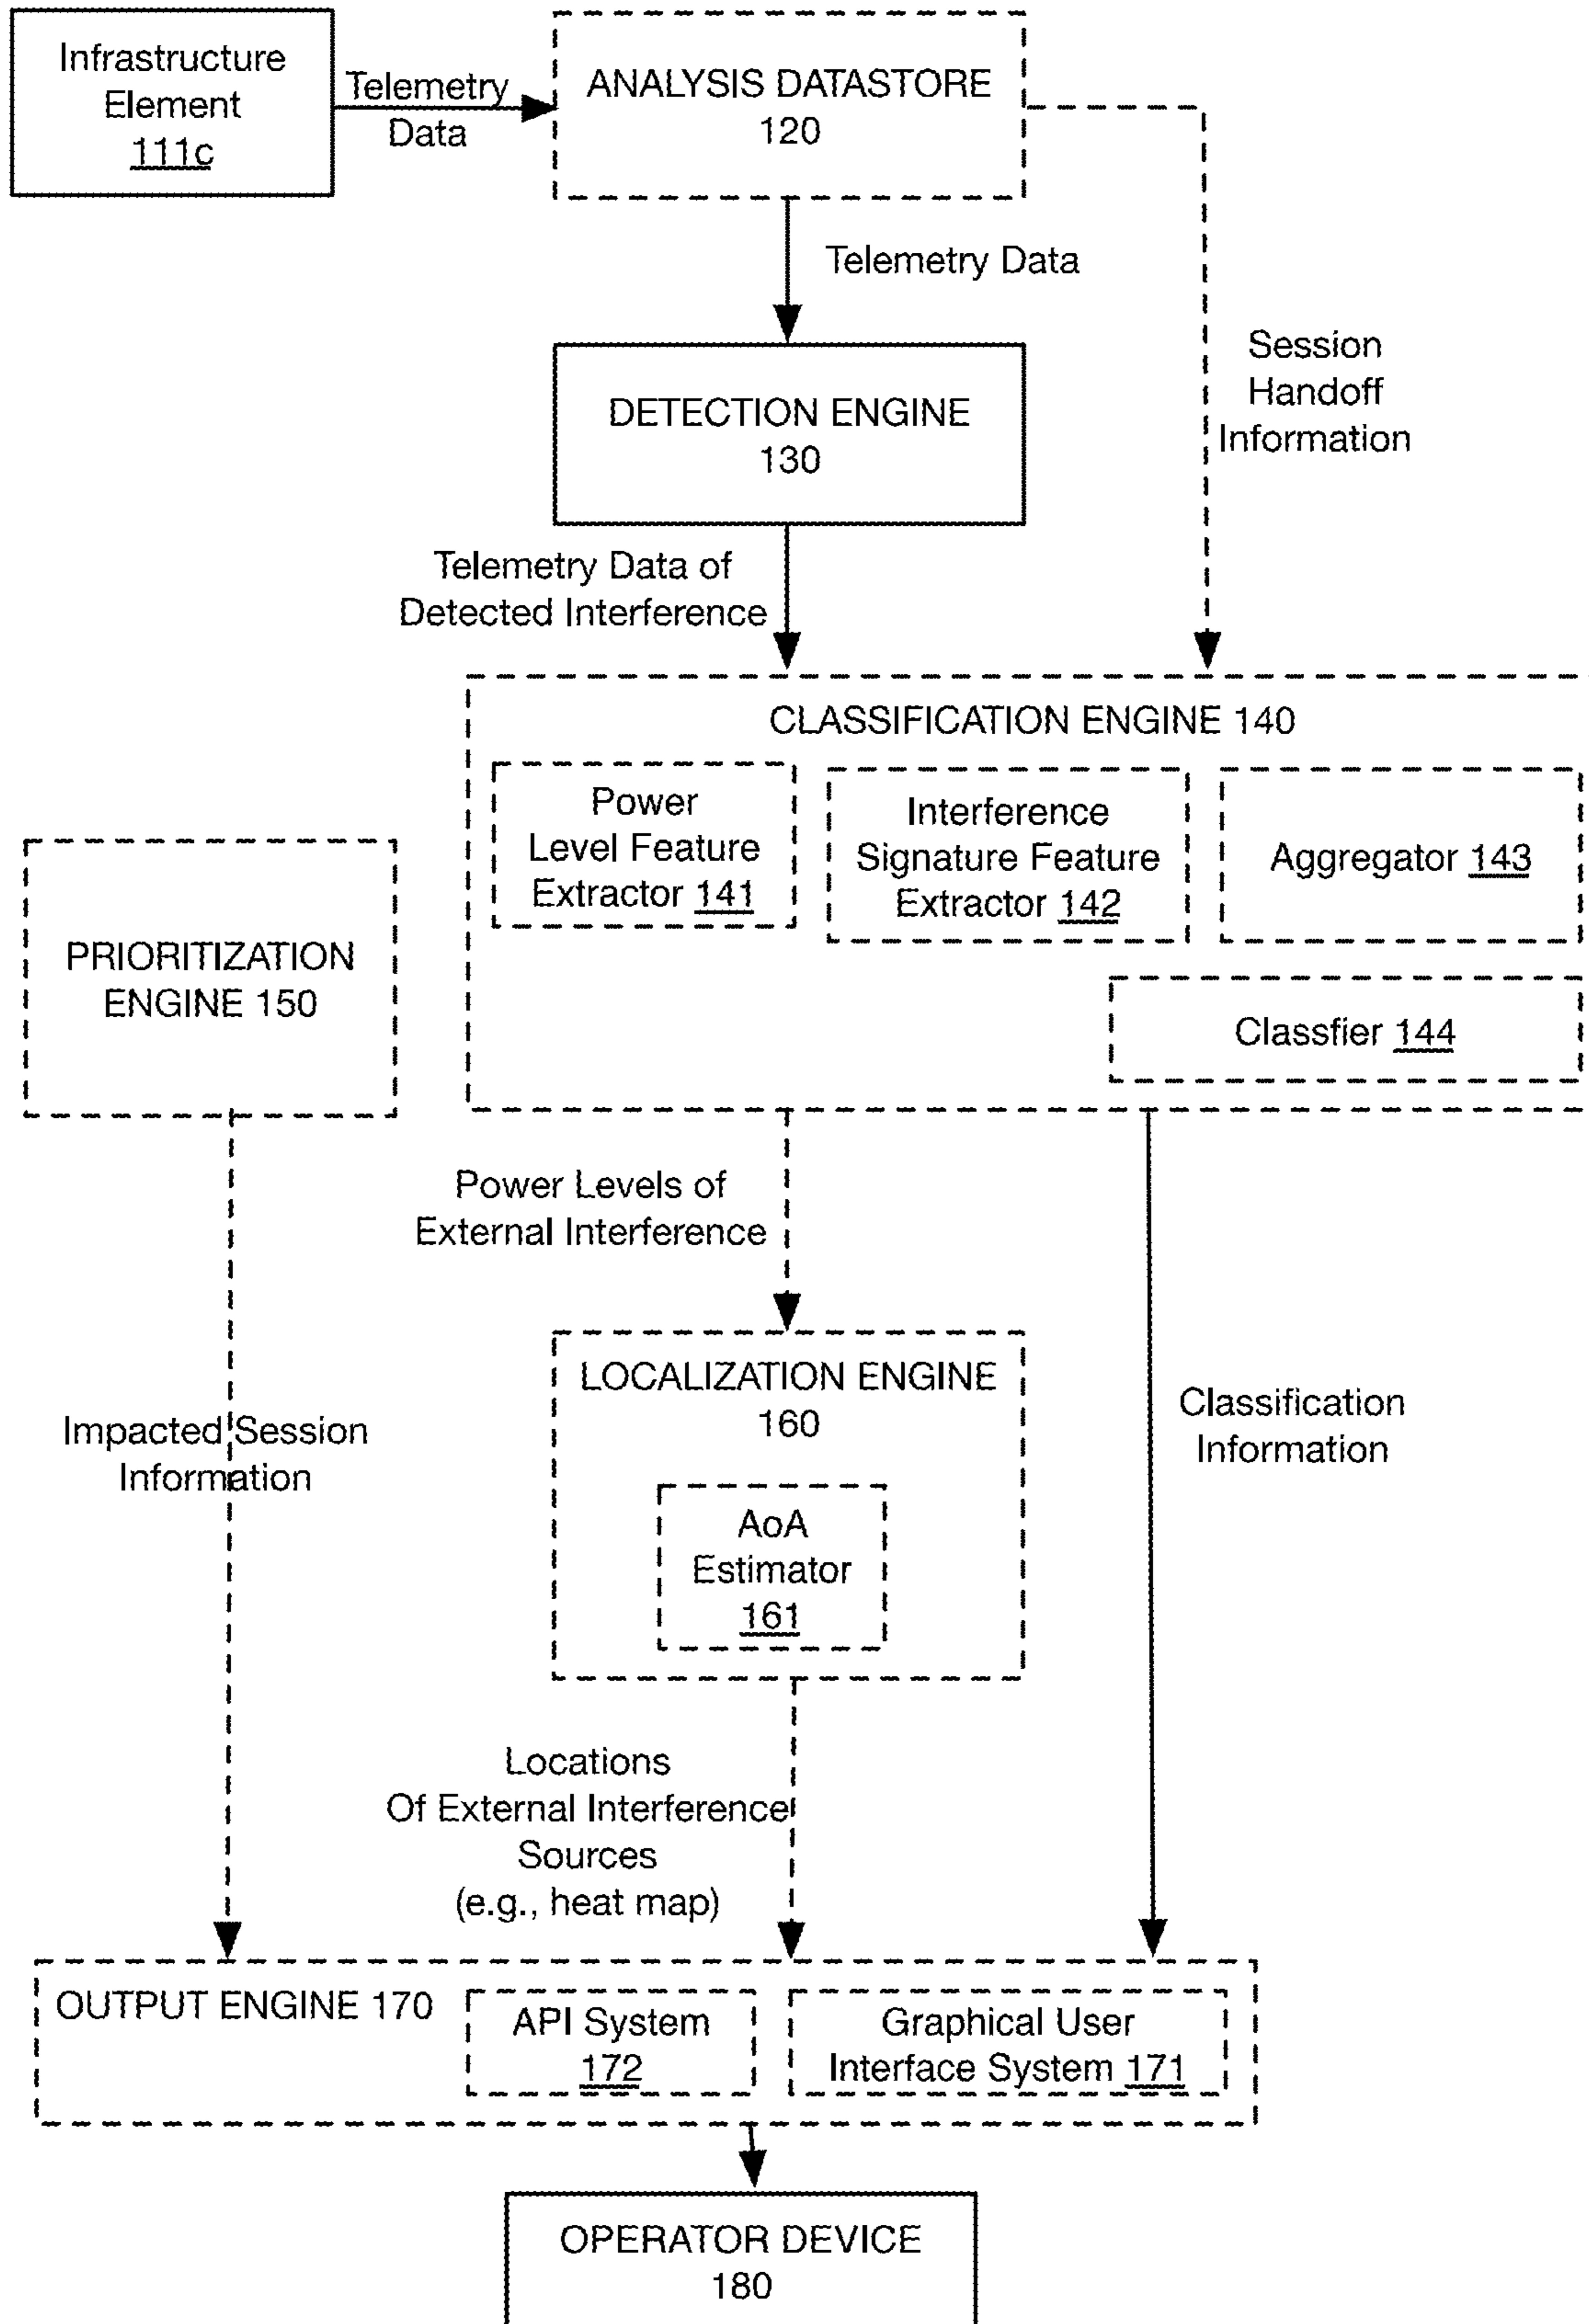 Infrastructure
Element
111c
Telemetry
Data
ANALYSIS DATASTORE
120
Telemetry Data
Session
Handoff
Information
DETECTION ENGINE
130
Telemetry Data of
Detected Interference
CLASSIFICATION ENGINE 140
Power
Level Feature
Extractor 141
Interference
Signature Feature
Extractor 142
Aggregator 143
Classfier 144
PRIORITIZATION
ENGINE 150
Power Levels of
External Interference
LOCALIZATION ENGINE
160
AoA
Estimator
161
Impacted Session
Information
Classification
Information
Locations
Of External Interference
Sources
(e.g., heat map)
OUTPUT ENGINE 170
API System
172
Graphical User
Interface System 171
OPERATOR DEVICE
180